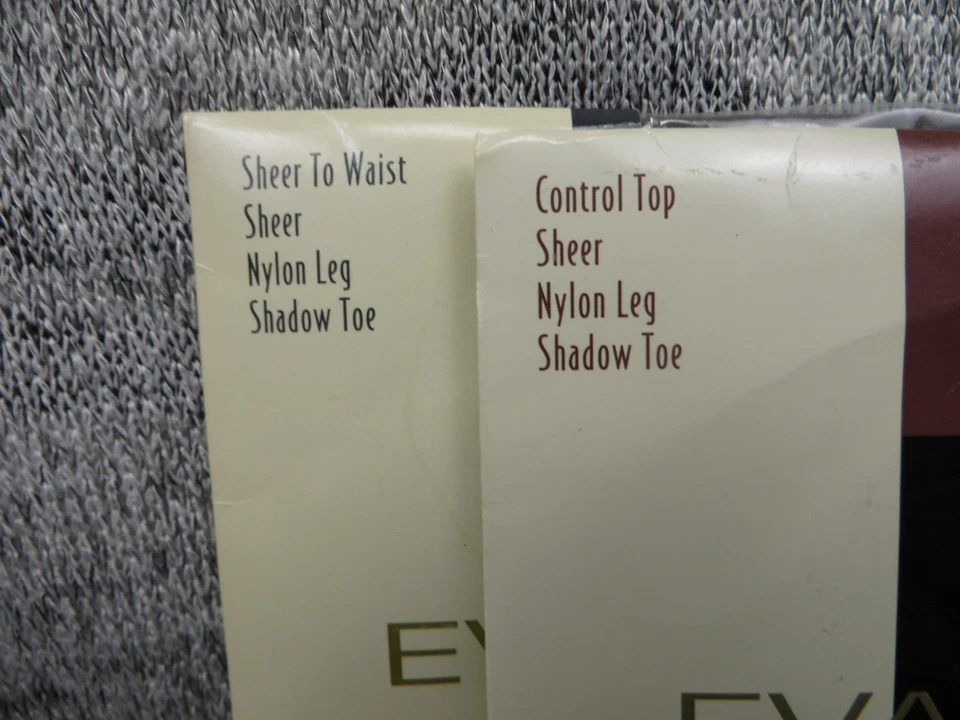 Sheer To Waist
Sheer
Nylon Leg
Shadow Toe
Control Top
Sheer
Nylon Leg
Shadow Toe